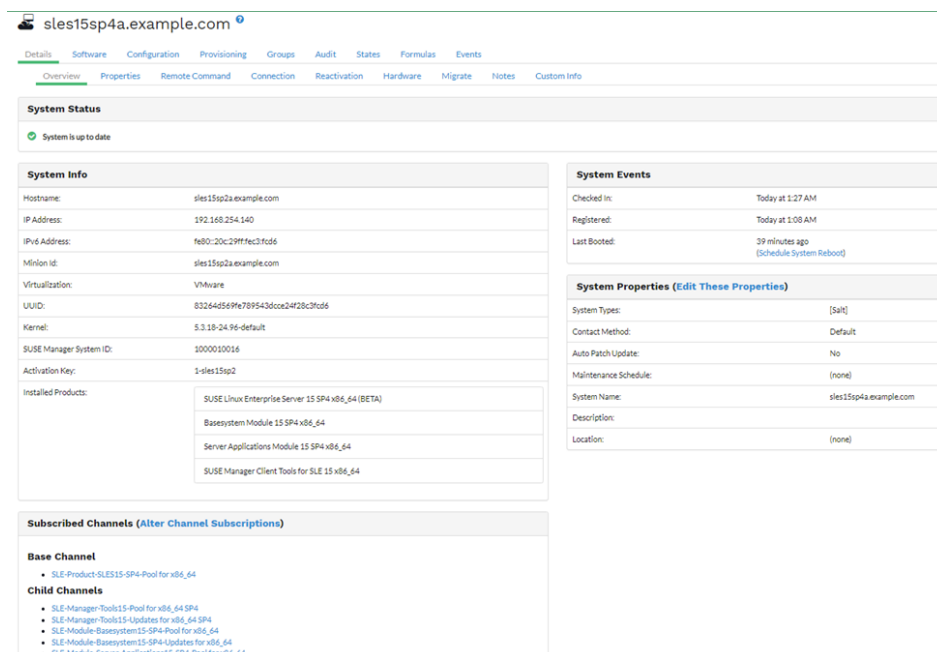 sles15sp4a.example.com ?
Details Software Configuration Provisioning Groups Audit States Formulas Events
Overview Properties Remote Command Connection Reactivation Hardware Migrate Notes Custom Info
System Status
System is up to date
System Info
Hostname: sles15sp2a.example.com
IP Address: 192.168.254.140
IPv6 Address: fe80::20c:29ff:fec3:fcd6
Minion Id: sles15sp2a.example.com
Virtualization: VMware
UUID: 83264d569fe789543dcce24f28c3fcd6
Kernel: 5.3.18-24.96-default
SUSE Manager System ID: 1000010016
Activation Key: 1-sles15sp2
Installed Products:
SUSE Linux Enterprise Server 15 SP4 x86_64 (BETA)
Basesystem Module 15 SP4 x86_64
Server Applications Module 15 SP4 x86_64
SUSE Manager Client Tools for SLE 15 x86_64
System Events
Checked In: Today at 1:27 AM
Registered: Today at 1:08 AM
Last Booted: 39 minutes ago
(Schedule System Reboot)
System Properties (Edit These Properties)
System Types: [Salt]
Contact Method: Default
Auto Patch Update: No
Maintenance Schedule: (none)
System Name: sles15sp4a.example.com
Description:
Location: (none)
Subscribed Channels (Alter Channel Subscriptions)
Base Channel
SLE-Product-SLES15-SP4-Pool for x86_64
Child Channels
SLE-Manager-Tools15-Pool for x86_64 SP4
SLE-Manager-Tools15-Updates for x86_64 SP4
SLE-Module-Basesystem15-SP4-Pool for x86_64
SLE-Module-Basesystem15-SP4-Updates for x86_64